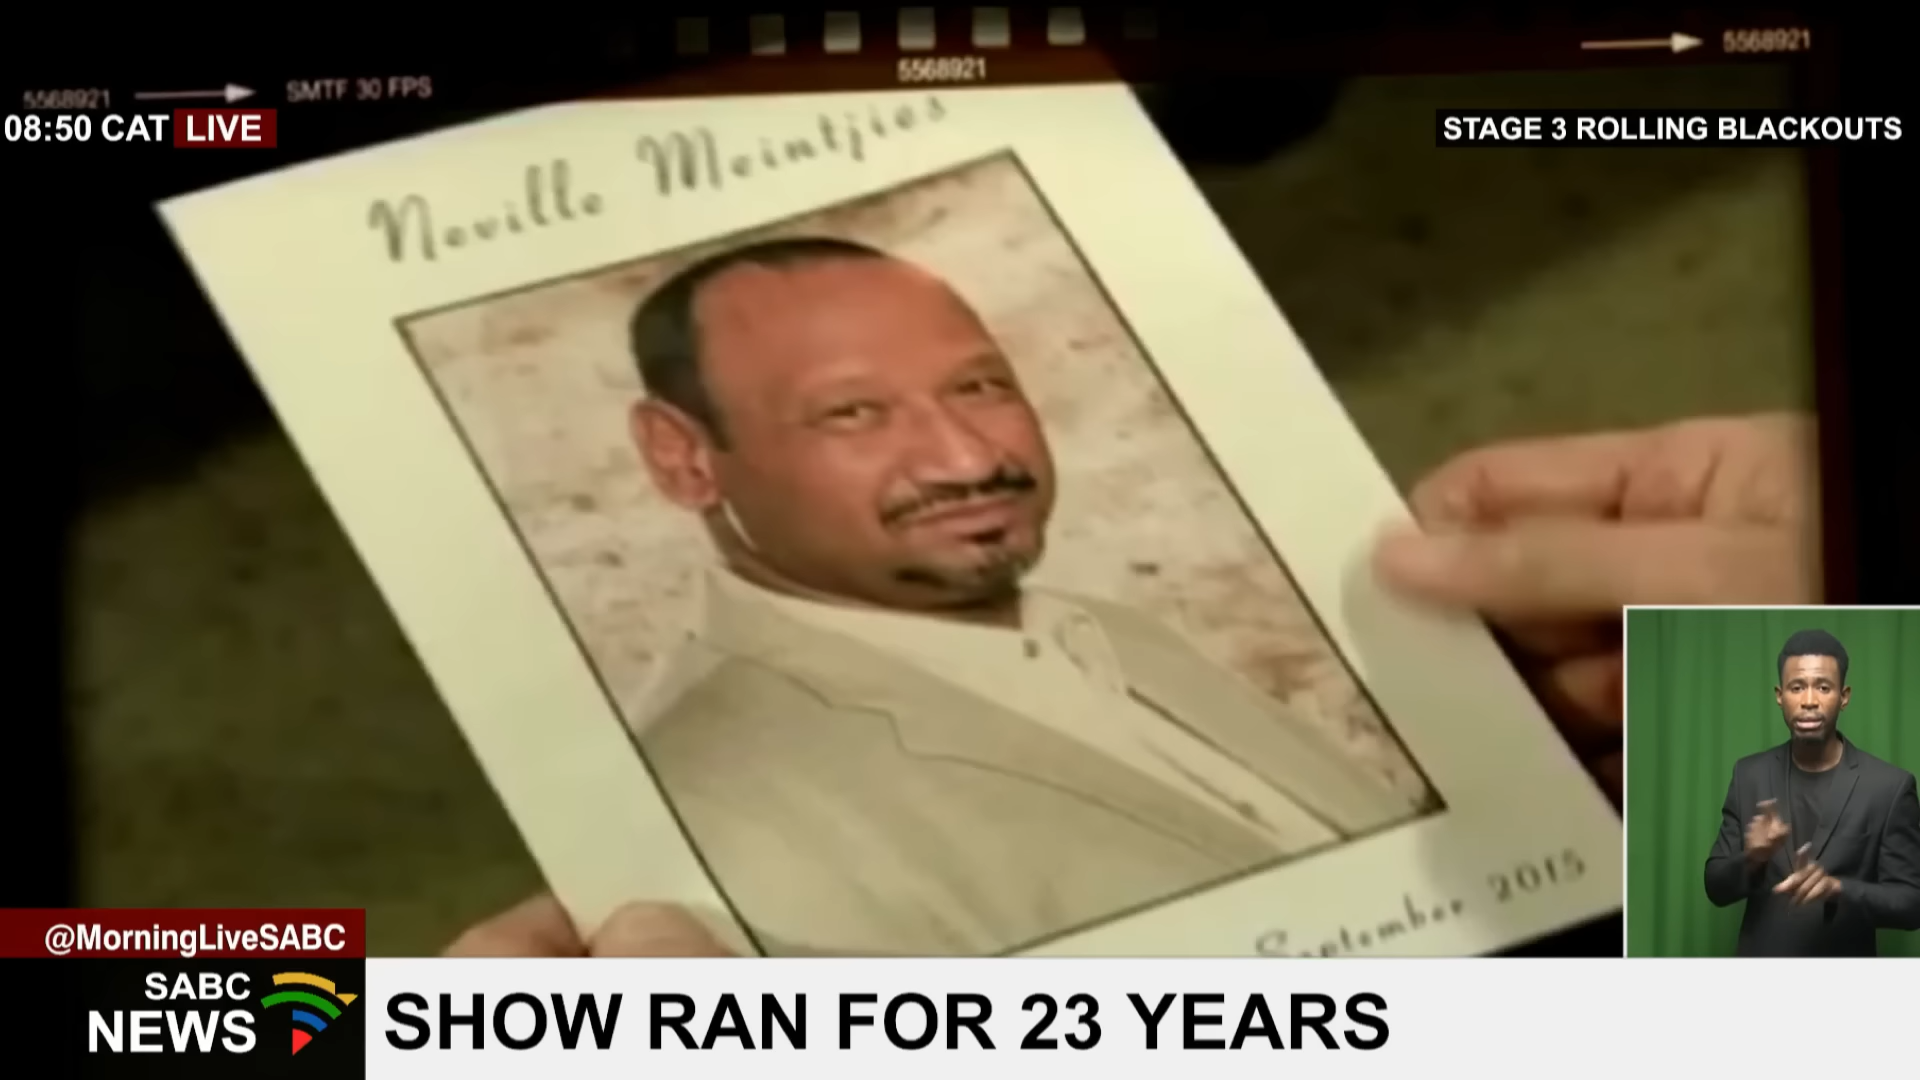 5568921
5568921 SMTF 30 FPS
5568921
08:50 CAT LIVE
STAGE 3 ROLLING BLACKOUTS
Neville Meintjies
September 2015
@MorningLiveSABC
SABC
NEWS
SHOW RAN FOR 23 YEARS